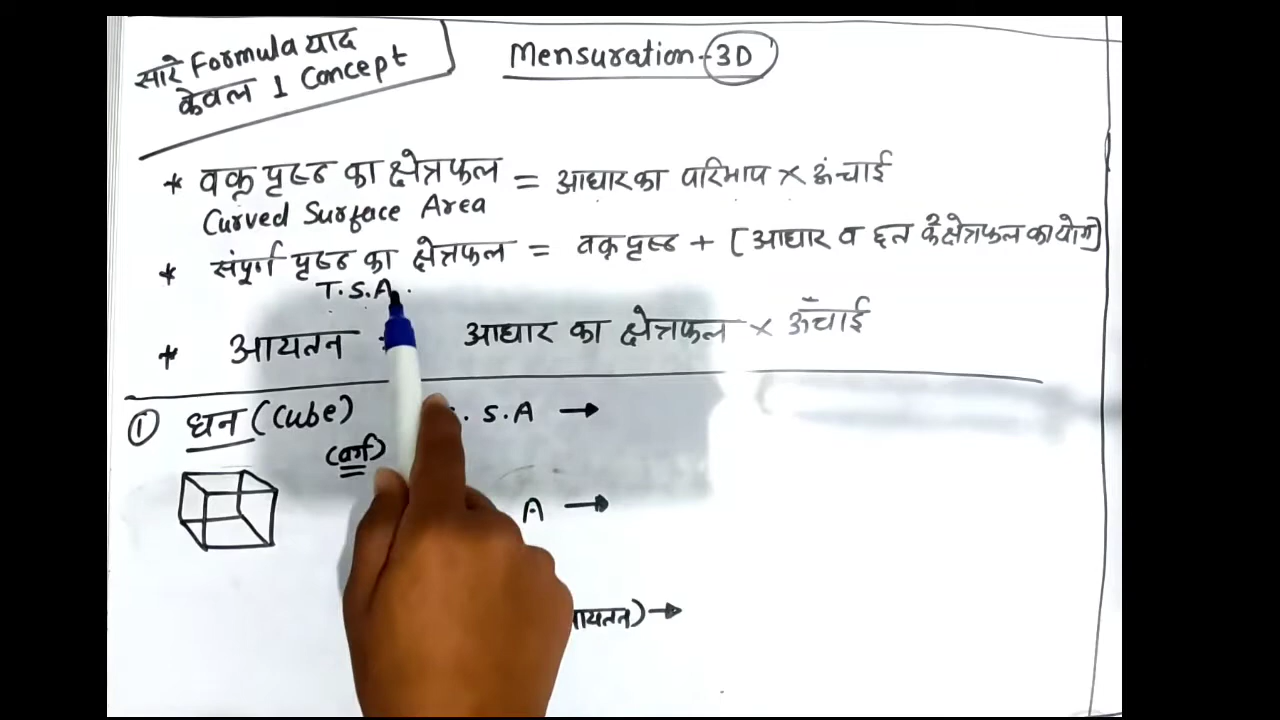 सारे Formula याद
केवल 1 Concept
Mensuration - 3D
* वक्र पृष्ठ का क्षेत्रफल = आधार का परिमाप × ऊंचाई
Curved Surface Area
* संपूर्ण पृष्ठ का क्षेत्रफल = वक्र पृष्ठ + [आधार व छत के क्षेत्रफल का योग]
T.S.A.
* आयतन आधार का क्षेत्रफल × ऊँचाई
① घन (Cube) . S.A →
(वर्ग)
A →
यतन) →